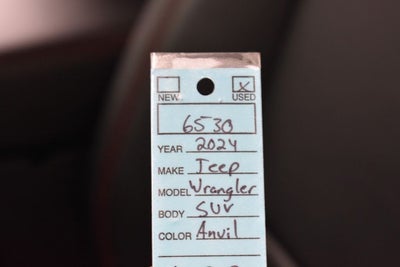 X
NEW USED
6530
YEAR 2024
MAKE Jeep
MODEL Wrangler
BODY SUV
COLOR Anvil